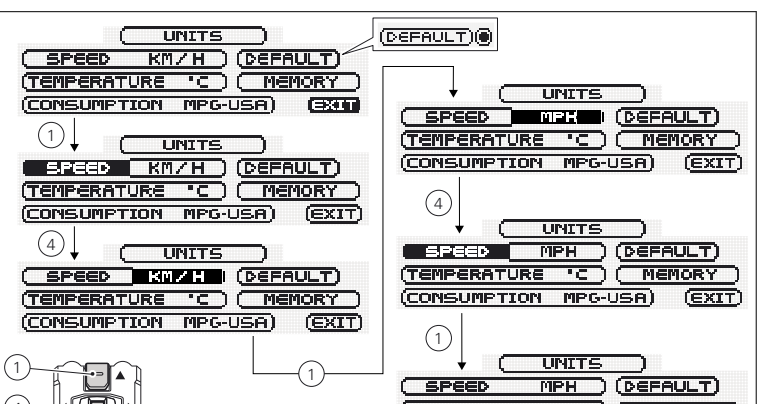 UNITS
SPEED KM/H DEFAULT
TEMPERATURE °C MEMORY
CONSUMPTION MPG-USA EXIT
DEFAULT
1
UNITS
SPEED KM/H DEFAULT
TEMPERATURE °C MEMORY
CONSUMPTION MPG-USA EXIT
4
UNITS
SPEED KM/H DEFAULT
TEMPERATURE °C MEMORY
CONSUMPTION MPG-USA EXIT
1
1
UNITS
SPEED MPH DEFAULT
TEMPERATURE °C MEMORY
CONSUMPTION MPG-USA EXIT
4
UNITS
SPEED MPH DEFAULT
TEMPERATURE °C MEMORY
CONSUMPTION MPG-USA EXIT
1
UNITS
SPEED MPH DEFAULT